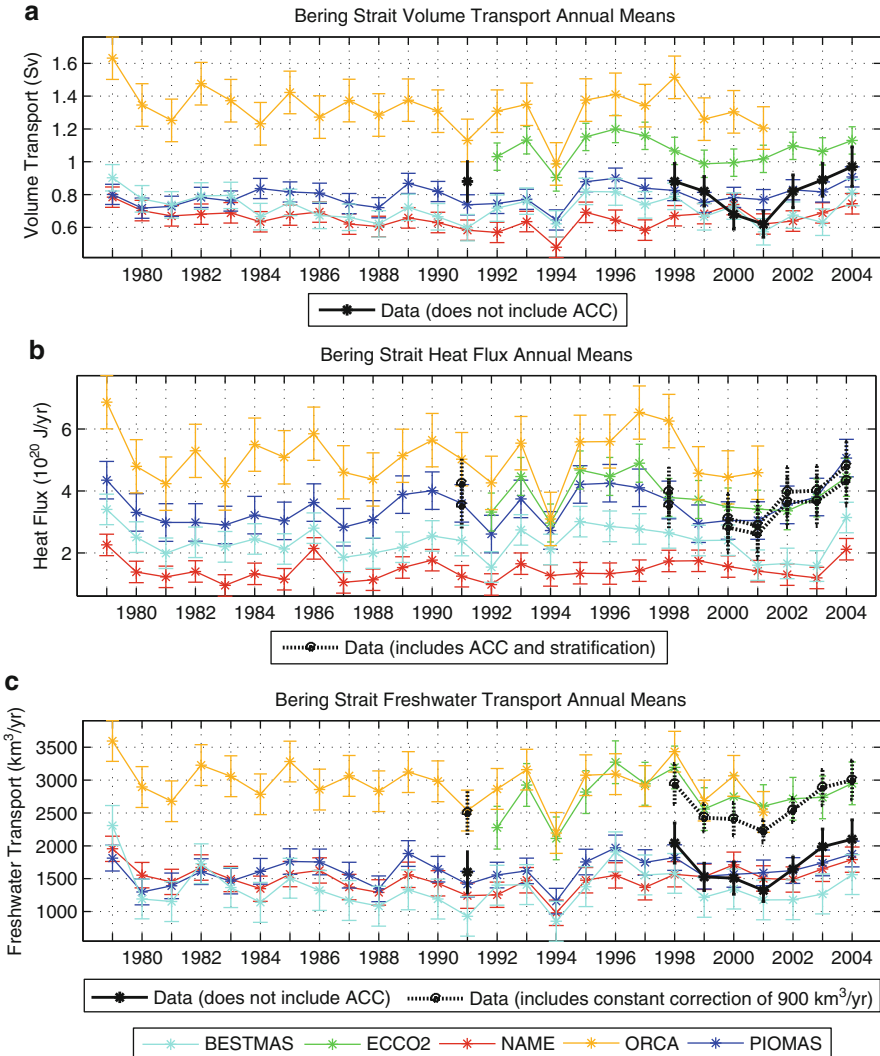 a
Bering Strait Volume Transport Annual Means
Volume Transport (Sv)
1.6
1.4
1.2
1
0.8
0.6
1980 1982 1984 1986 1988 1990 1992 1994 1996 1998 2000 2002 2004
Data (does not include ACC)
b
Bering Strait Heat Flux Annual Means
Heat Flux (10^20 J/yr)
6
4
2
1980 1982 1984 1986 1988 1990 1992 1994 1996 1998 2000 2002 2004
Data (includes ACC and stratification)
c
Bering Strait Freshwater Transport Annual Means
Freshwater Transport (km³/yr)
3500
3000
2500
2000
1500
1000
1980 1982 1984 1986 1988 1990 1992 1994 1996 1998 2000 2002 2004
Data (does not include ACC) Data (includes constant correction of 900 km³/yr)
BESTMAS ECCO2 NAME ORCA PIOMAS